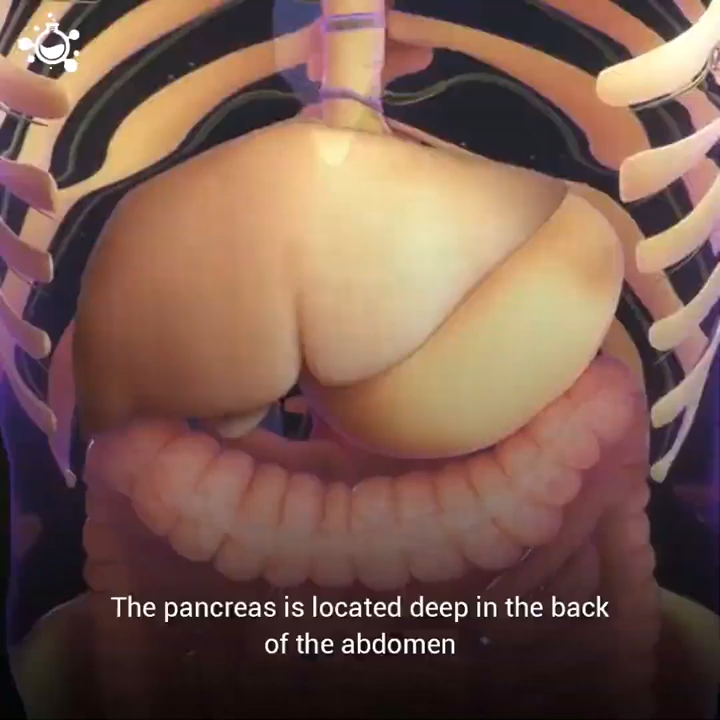 The pancreas is located deep in the back
of the abdomen